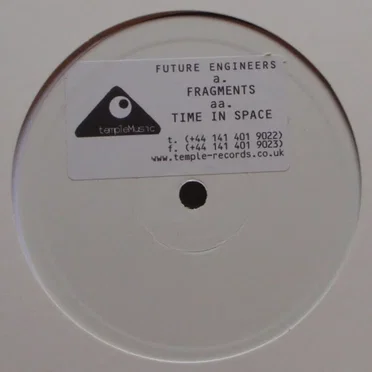 FUTURE ENGINEERS
a.
FRAGMENTS
aa.
TIME IN SPACE
templeMusic
t. (+44 141 401 9022)
f. (+44 141 401 9023)
www.temple-records.co.uk